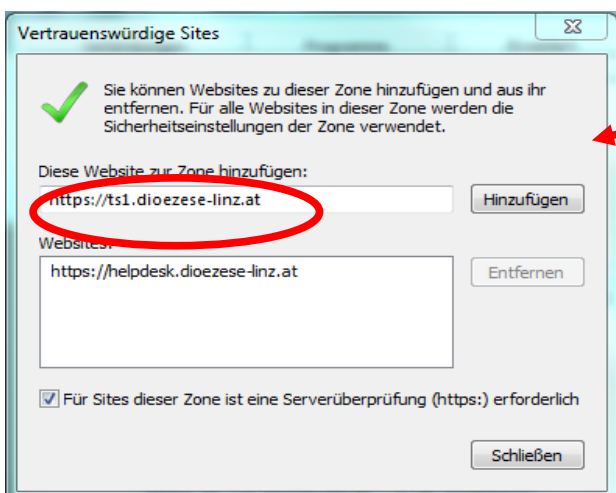 Vertrauenswürdige Sites
Sie können Websites zu dieser Zone hinzufügen und aus ihr
entfernen. Für alle Websites in dieser Zone werden die
Sicherheitseinstellungen der Zone verwendet.
Diese Website zur Zone hinzufügen:
https://ts1.dioezese-linz.at
Hinzufügen
Websites:
https://helpdesk.dioezese-linz.at
Entfernen
Für Sites dieser Zone ist eine Serverüberprüfung (https:) erforderlich
Schließen